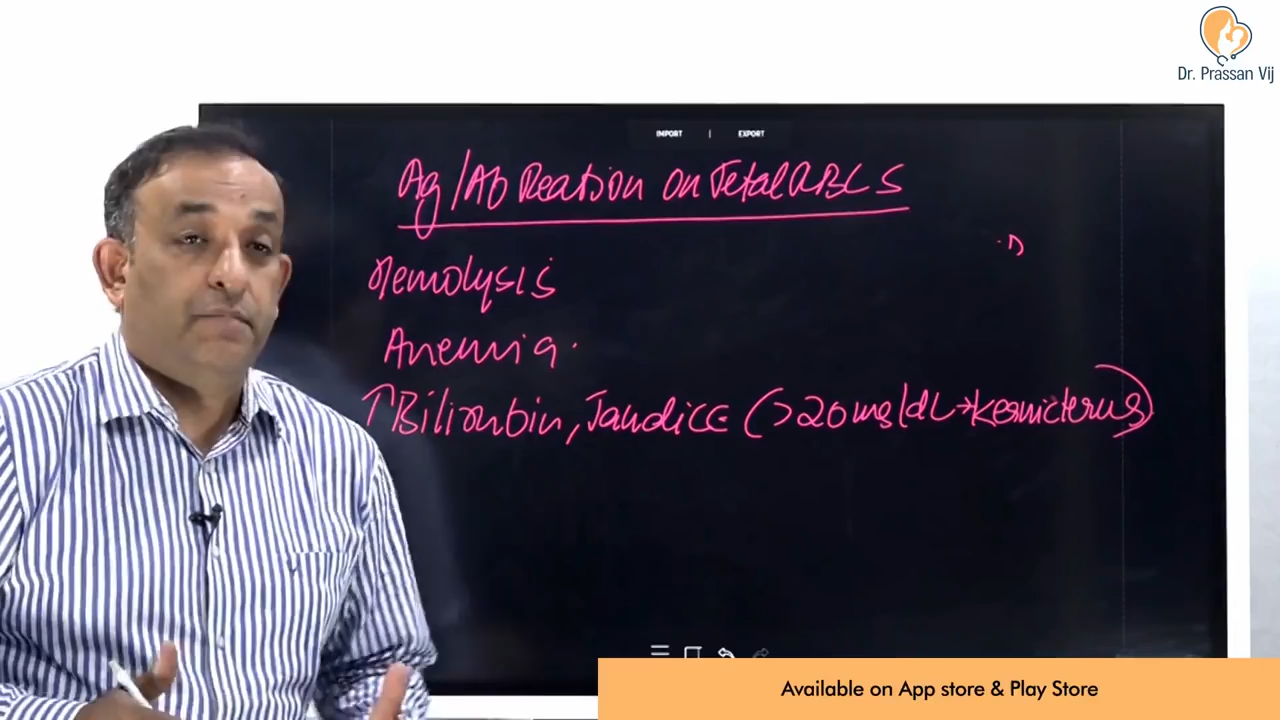 Dr. Prassan Vij
IMPORT | EXPORT
Ag/Ab Reation on Fetal RBCS
Hemolysis
Anemia.
↑Bilirubin, Jandice (>20mg/dL→Kernicterus)
Available on App store & Play Store